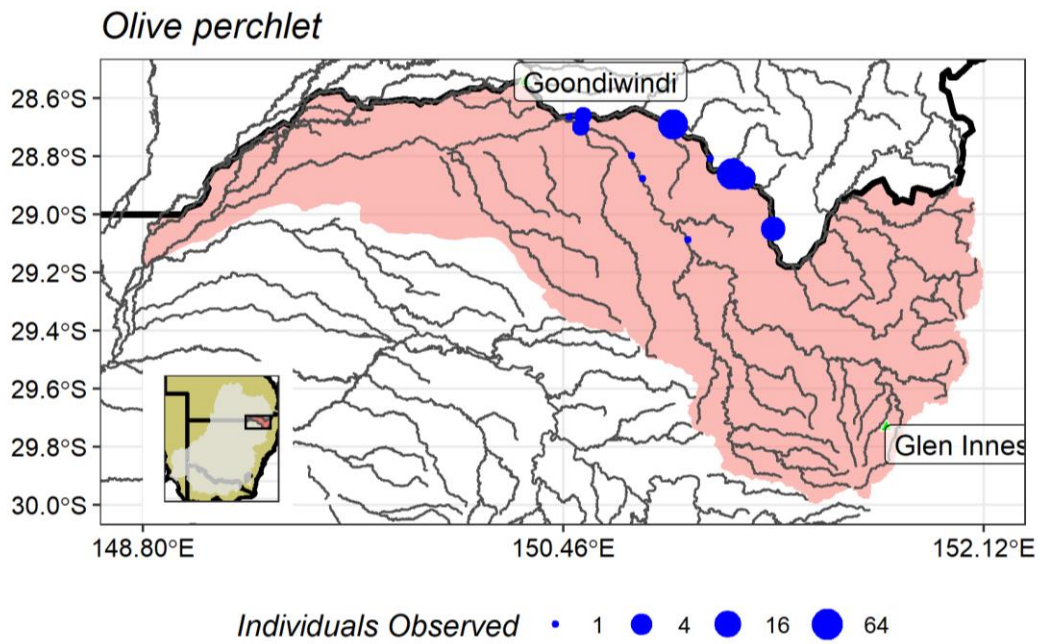 Olive perchlet
Goondiwindi
28.6°S
28.8°S
29.0°S
29.2°S
29.4°S
29.6°S
29.8°S
Glen Innes
30.0°S
148.80°E 150.46°E 152.12°E
Individuals Observed 1 4 16 64